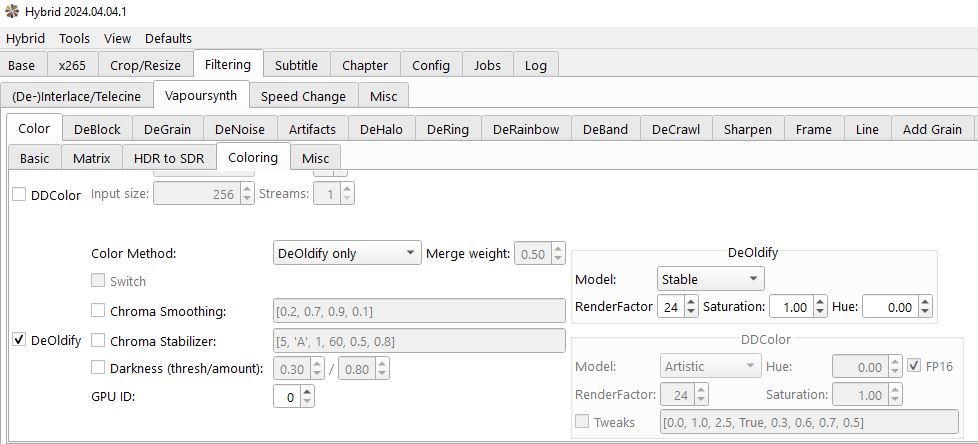 Hybrid 2024.04.04.1
Hybrid Tools View Defaults
Base x265 Crop/Resize Filtering Subtitle Chapter Config Jobs Log
(De-)Interlace/Telecine Vapoursynth Speed Change Misc
Color DeBlock DeGrain DeNoise Artifacts DeHalo DeRing DeRainbow DeBand DeCrawl Sharpen Frame Line Add Grain
Basic Matrix HDR to SDR Coloring Misc
DDColor Input size: 256 Streams: 1
Color Method: DeOldify only Merge weight: 0.50
Switch
Chroma Smoothing: [0.2, 0.7, 0.9, 0.1]
DeOldify Chroma Stabilizer: [5, 'A', 1, 60, 0.5, 0.8]
Darkness (thresh/amount): 0.30 / 0.80
GPU ID: 0
DeOldify
Model: Stable
RenderFactor 24 Saturation: 1.00 Hue: 0.00
DDColor
Model: Artistic Hue: 0.00 FP16
RenderFactor: 24 Saturation: 1.00
Tweaks [0.0, 1.0, 2.5, True, 0.3, 0.6, 0.7, 0.5]